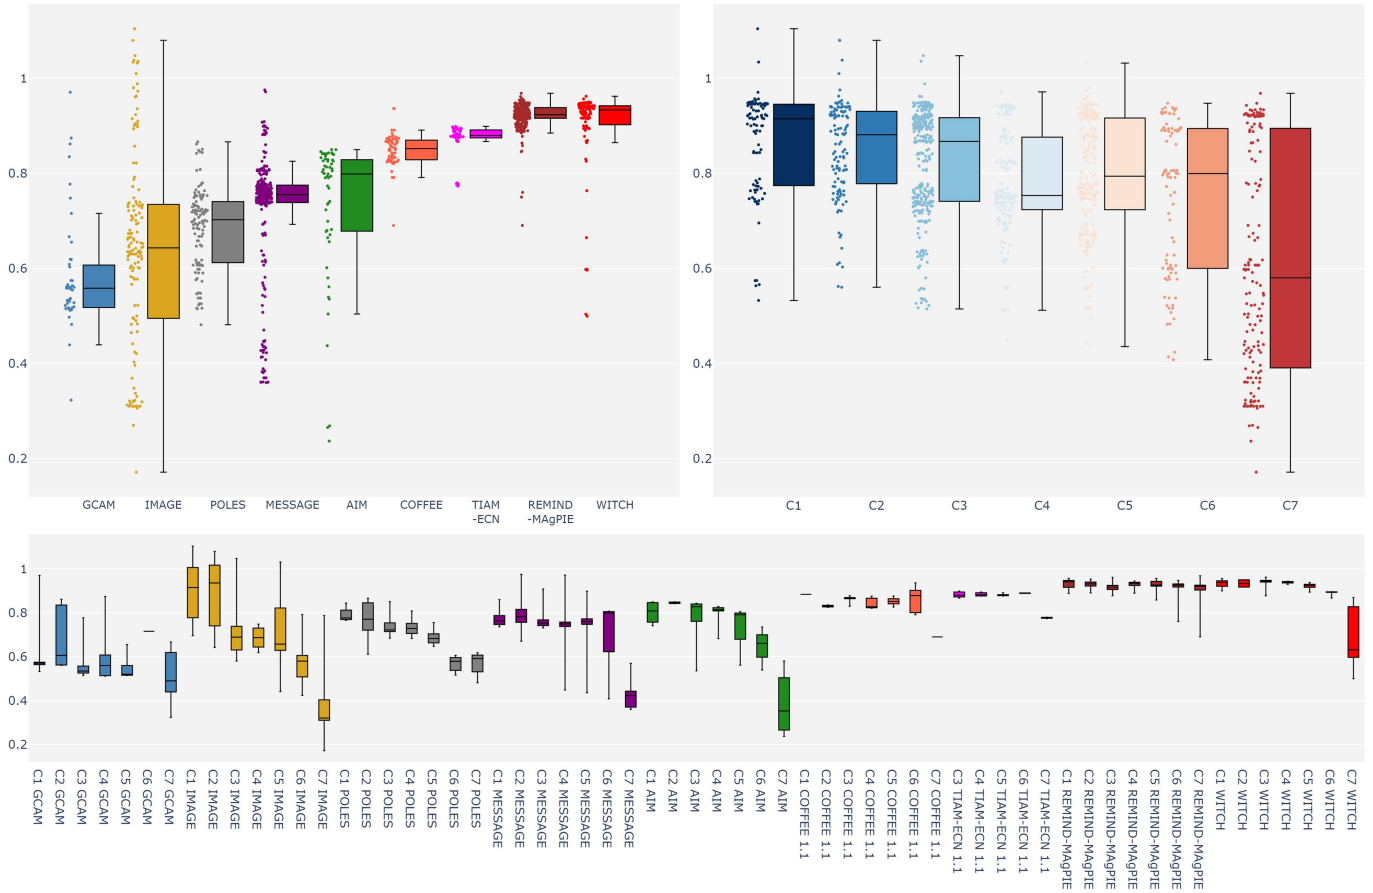 1
0.8
0.6
0.4
0.2
GCAM
IMAGE
POLES
MESSAGE
AIM
COFFEE
TIAM
-ECN
REMIND
-MAgPIE
WITCH
1
0.8
0.6
0.4
0.2
C1
C2
C3
C4
C5
C6
C7
1
0.8
0.6
0.4
0.2
C1 GCAM
C2 GCAM
C3 GCAM
C4 GCAM
C5 GCAM
C6 GCAM
C7 GCAM
C1 IMAGE
C2 IMAGE
C3 IMAGE
C4 IMAGE
C5 IMAGE
C6 IMAGE
C7 IMAGE
C1 POLES
C2 POLES
C3 POLES
C4 POLES
C5 POLES
C6 POLES
C7 POLES
C1 MESSAGE
C2 MESSAGE
C3 MESSAGE
C4 MESSAGE
C5 MESSAGE
C6 MESSAGE
C7 MESSAGE
C1 AIM
C2 AIM
C3 AIM
C4 AIM
C5 AIM
C6 AIM
C7 AIM
C1 COFFEE 1.1
C2 COFFEE 1.1
C3 COFFEE 1.1
C4 COFFEE 1.1
C5 COFFEE 1.1
C6 COFFEE 1.1
C7 COFFEE 1.1
C3 TIAM-ECN 1.1
C4 TIAM-ECN 1.1
C5 TIAM-ECN 1.1
C6 TIAM-ECN 1.1
C7 TIAM-ECN 1.1
C1 REMIND-MAgPIE
C2 REMIND-MAgPIE
C3 REMIND-MAgPIE
C4 REMIND-MAgPIE
C5 REMIND-MAgPIE
C6 REMIND-MAgPIE
C7 REMIND-MAgPIE
C1 WITCH
C2 WITCH
C3 WITCH
C4 WITCH
C5 WITCH
C6 WITCH
C7 WITCH